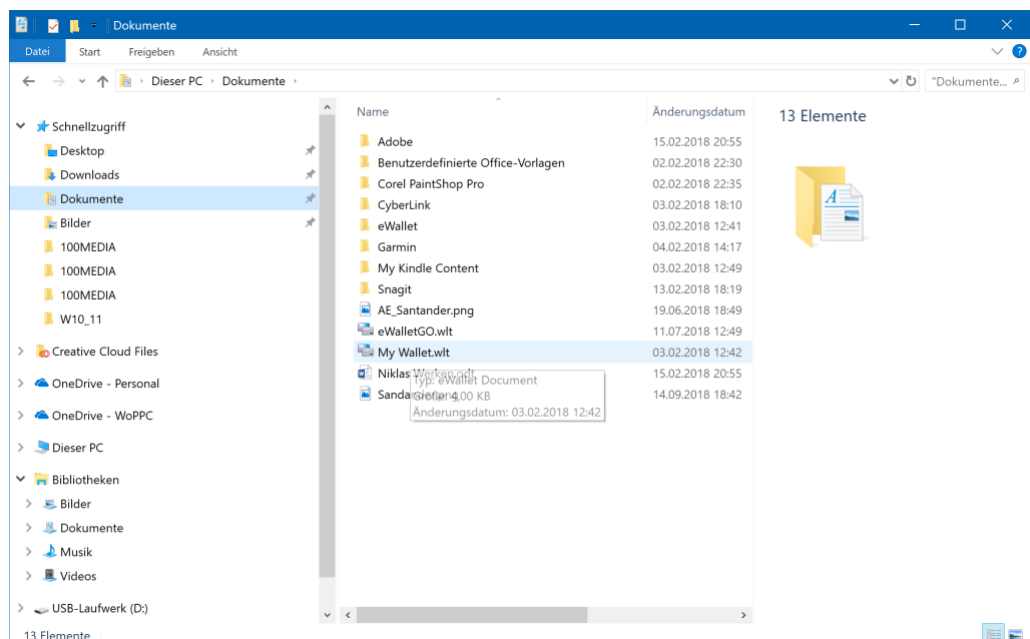 Dokumente
Datei Start Freigeben Ansicht
Dieser PC Dokumente "Dokumente...
Schnellzugriff
Desktop
Downloads
Dokumente
Bilder
100MEDIA
100MEDIA
100MEDIA
W10_11
Creative Cloud Files
OneDrive - Personal
OneDrive - WoPPC
Dieser PC
Bibliotheken
Bilder
Dokumente
Musik
Videos
USB-Laufwerk (D:)
Name Änderungsdatum
Adobe 15.02.2018 20:55
Benutzerdefinierte Office-Vorlagen 02.02.2018 22:30
Corel PaintShop Pro 02.02.2018 22:35
CyberLink 03.02.2018 18:10
eWallet 03.02.2018 12:41
Garmin 04.02.2018 14:17
My Kindle Content 03.02.2018 12:49
Snagit 13.02.2018 18:19
AE_Santander.png 19.06.2018 18:49
eWalletGO.wlt 11.07.2018 12:49
My Wallet.wlt 03.02.2018 12:42
Niklas Werken.odt 15.02.2018 20:55
14.09.2018 18:42
Typ: eWallet Document
Größe: 4,00 KB
Änderungsdatum: 03.02.2018 12:42
13 Elemente
13 Elemente